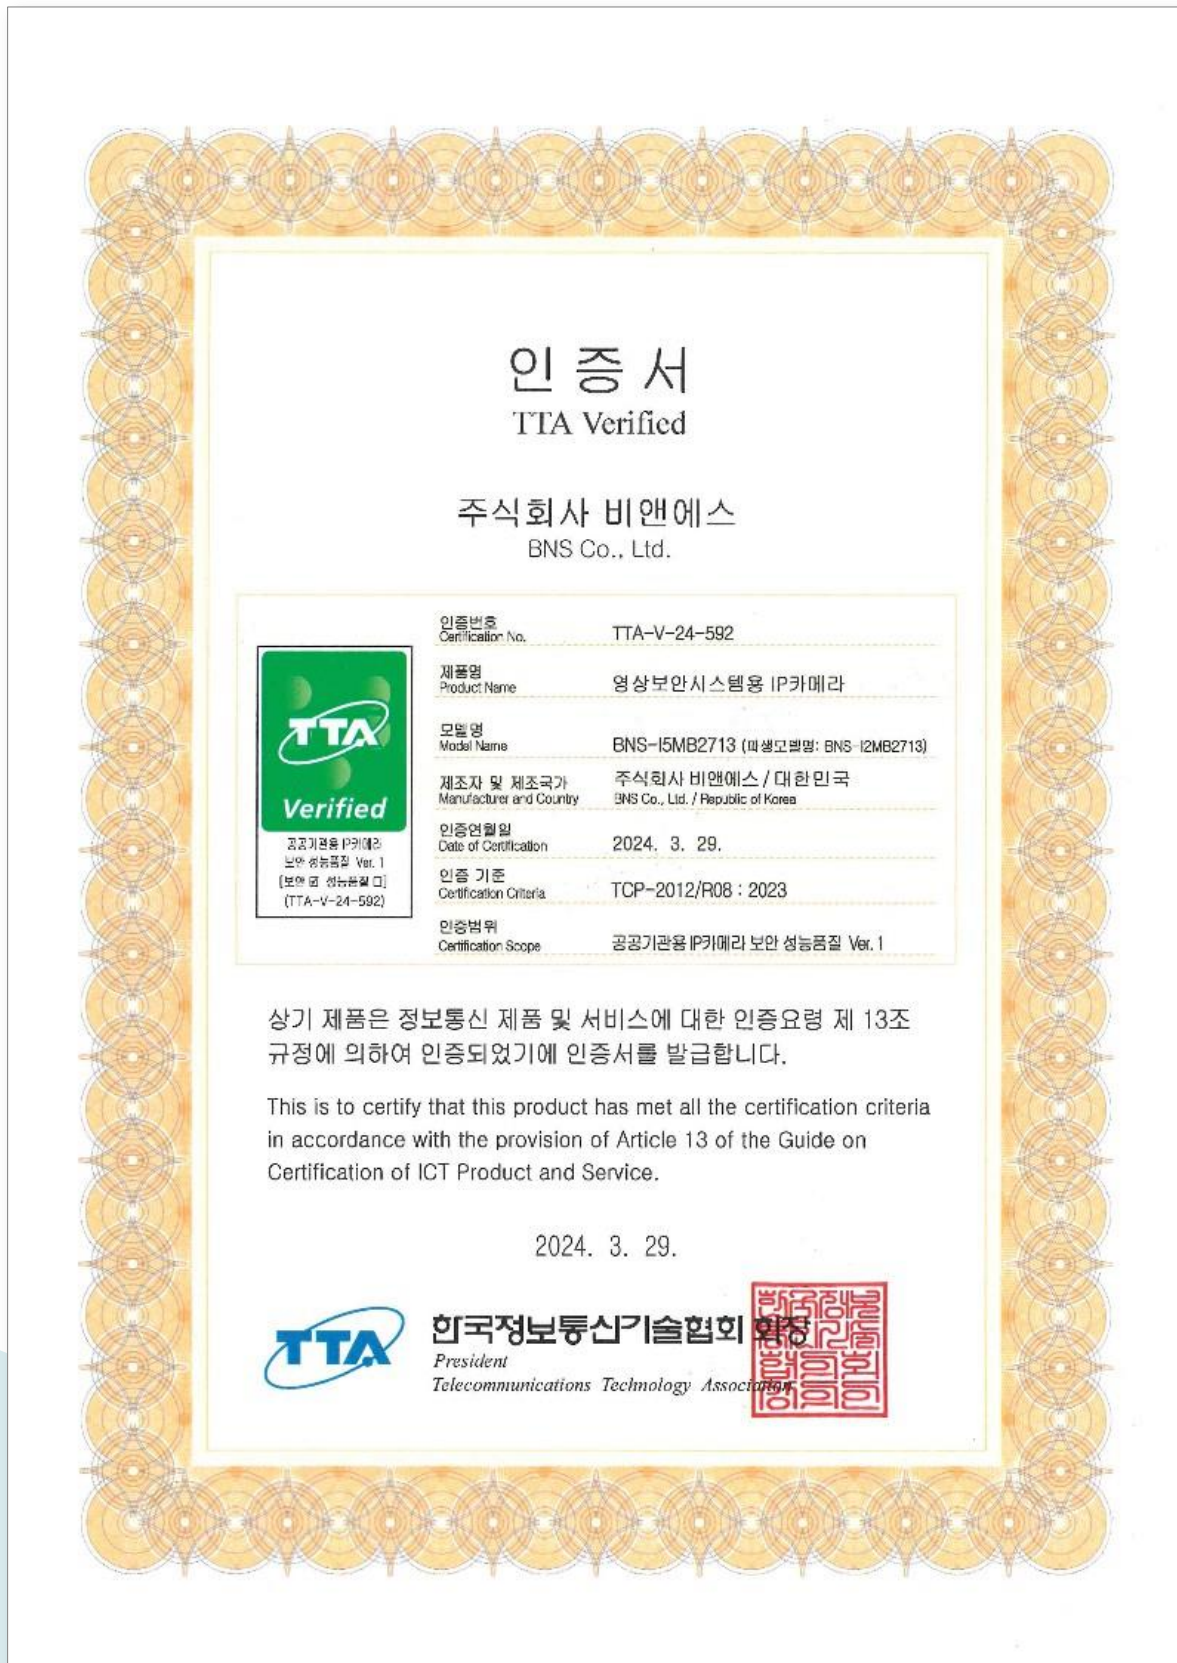 인증서
TTA Verified
주식회사 비앤에스
BNS Co., Ltd.
TTA
Verified
공공기관용 IP카메라
보안 성능품질 Ver. 1
[보안 ☑ 성능품질 ☐]
(TTA-V-24-592)
인증번호
Certification No.
TTA-V-24-592
제품명
Product Name
영상보안시스템용 IP카메라
모델명
Model Name
BNS-I5MB2713 (파생모델명: BNS-I2MB2713)
제조자 및 제조국가
Manufacturer and Country
주식회사 비앤에스 / 대한민국
BNS Co., Ltd. / Republic of Korea
인증연월일
Date of Certification
2024. 3. 29.
인증 기준
Certification Criteria
TCP-2012/R08 : 2023
인증범위
Certification Scope
공공기관용 IP카메라 보안 성능품질 Ver. 1
상기 제품은 정보통신 제품 및 서비스에 대한 인증요령 제 13조
규정에 의하여 인증되었기에 인증서를 발급합니다.
This is to certify that this product has met all the certification criteria
in accordance with the provision of Article 13 of the Guide on
Certification of ICT Product and Service.
2024. 3. 29.
TTA
한국정보통신기술협회 회장
President
Telecommunications Technology Association